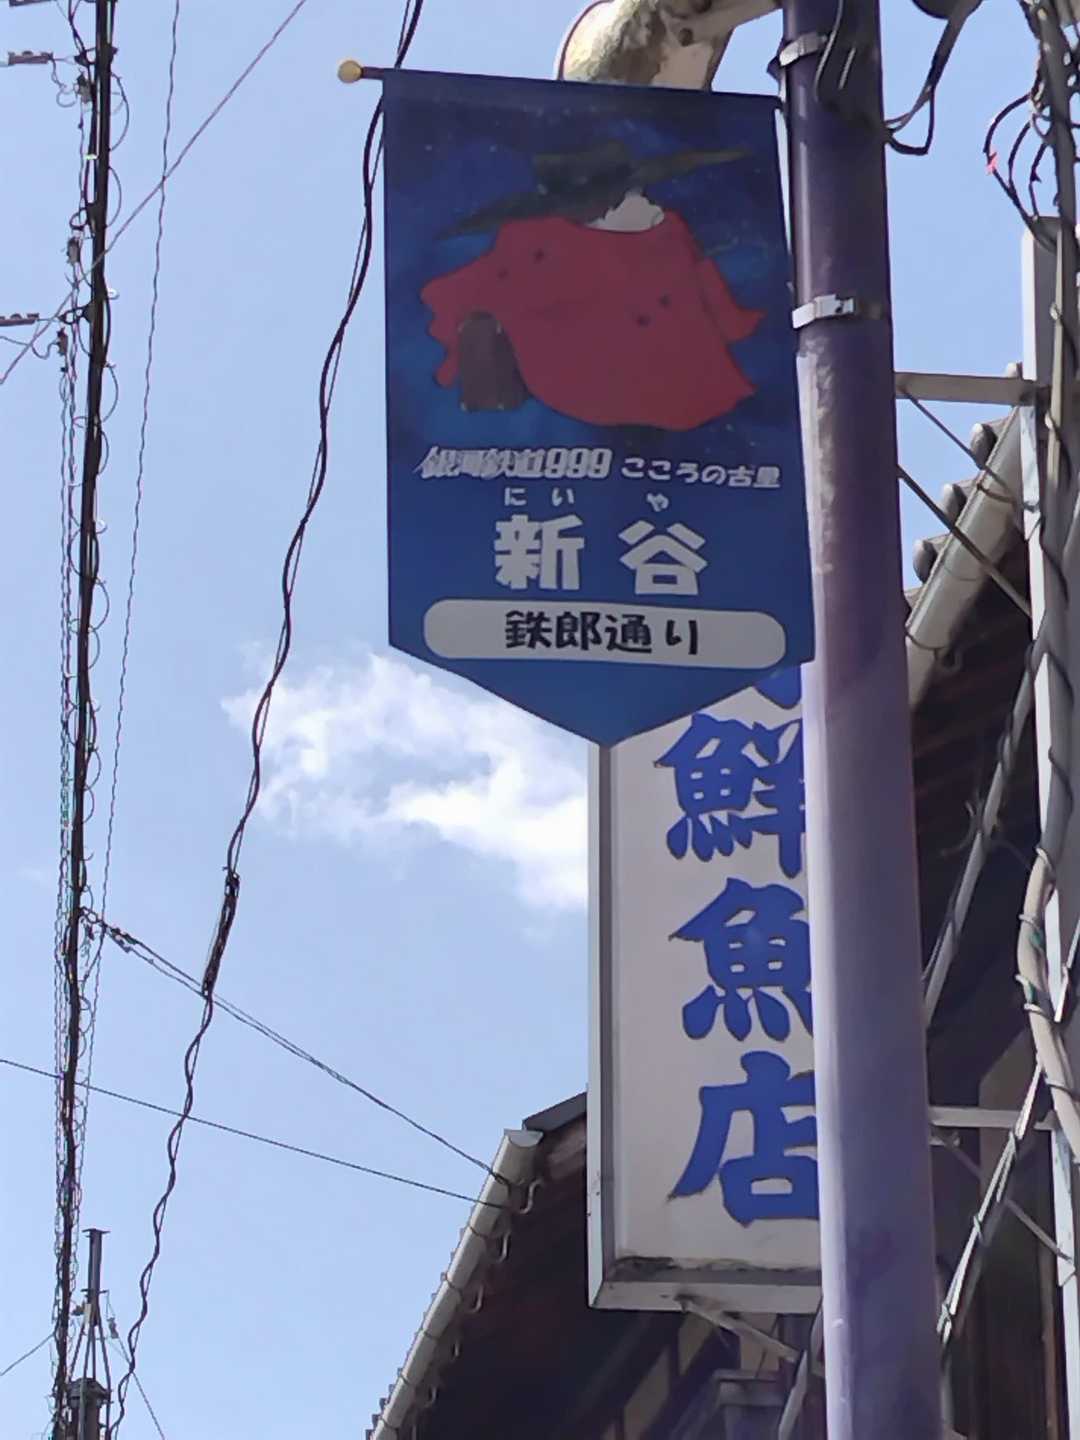 銀河鉄道999 こころの古里
にいや
新谷
鉄郎通り
鮮魚店